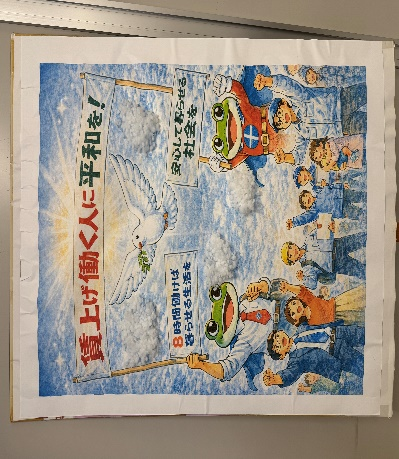 賃上げ働く人に平和を!
8時間働けば
暮らせる生活を
安心して暮らせる
社会を